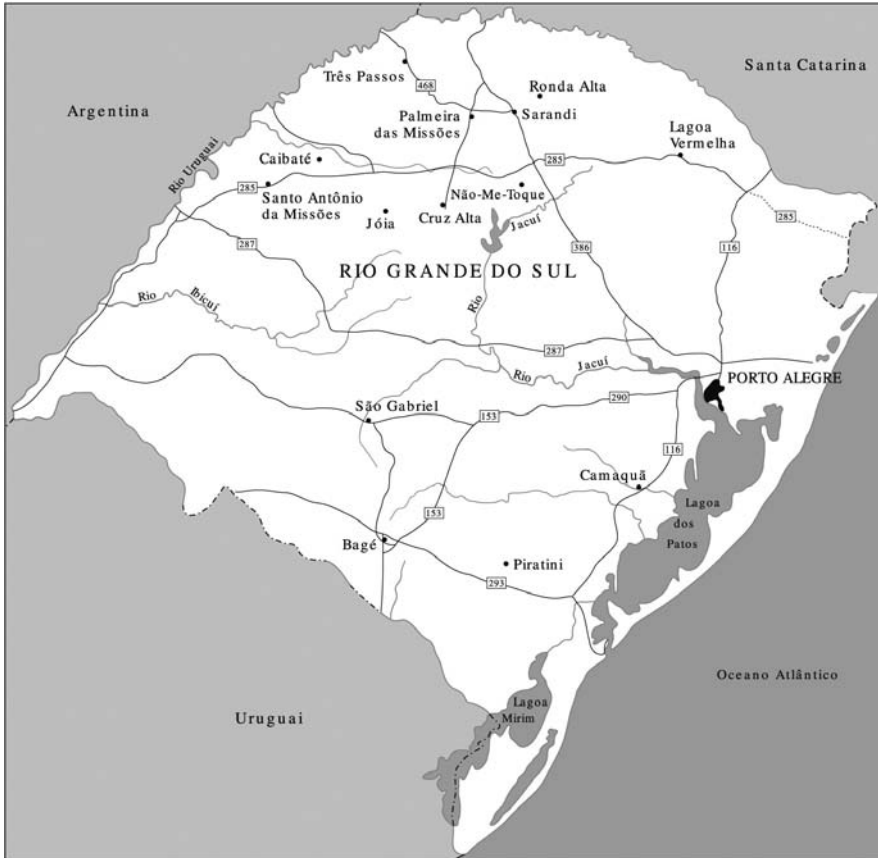 Santa Catarina
Três Passos
Ronda Alta
468
Argentina
Sarandi
Palmeira
das Missões
Lagoa
Vermelha
Rio Uruguai
Caibaté
285
285
Santo Antônio
da Missões
Não-Me-Toque
Jóia
Cruz Alta
Jacuí
285
287
386
116
RIO GRANDE DO SUL
Rio
Ibicuí
Rio
287
Rio
Jacuí
PORTO ALEGRE
290
São Gabriel
153
116
Camaquã
Lagoa
dos
Patos
153
Bagé
Piratini
293
Oceano Atlântico
Uruguai
Lagoa
Mirim